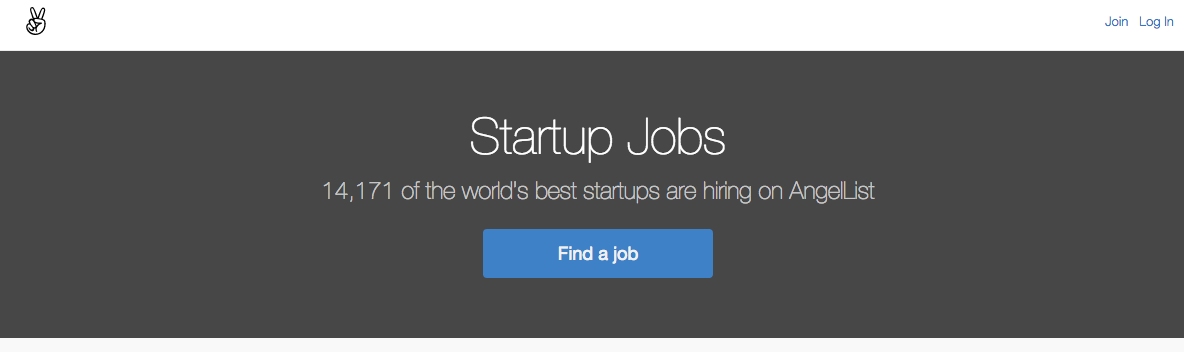 Join Log In
Startup Jobs
14,171 of the world's best startups are hiring on AngelList
Find a job